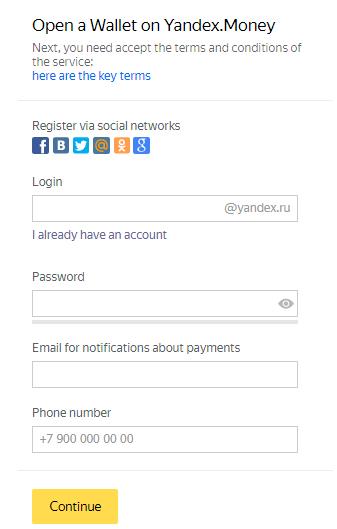 Open a Wallet on Yandex.Money
Next, you need accept the terms and conditions of
the service:
here are the key terms
Register via social networks
Login
@yandex.ru
I already have an account
Password
Email for notifications about payments
Phone number
+7 900 000 00 00
Continue